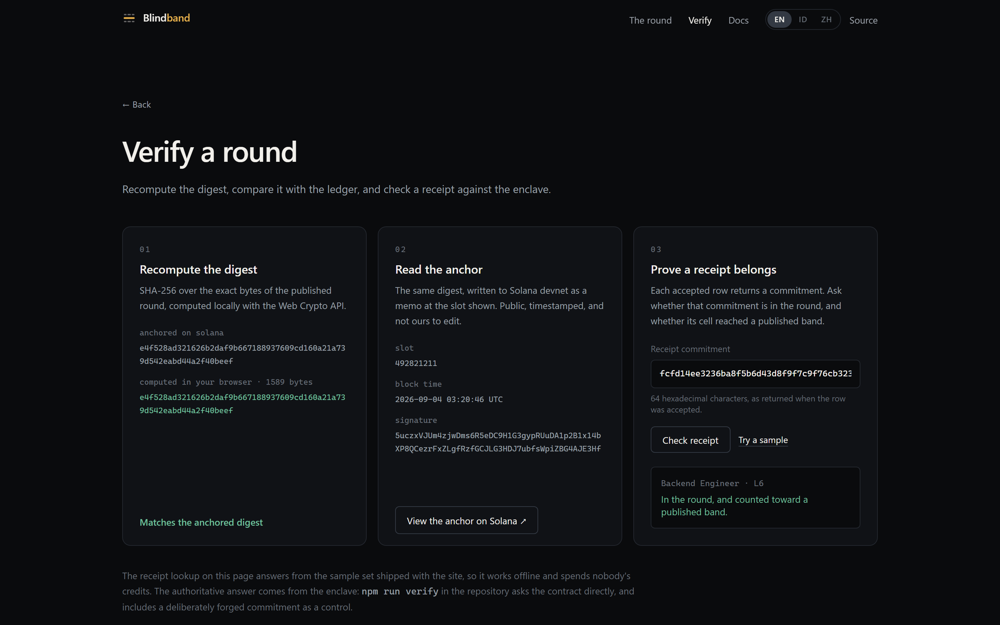 Blindband
The round
Verify
Docs
EN
ID
ZH
Source
← Back
Verify a round
Recompute the digest, compare it with the ledger, and check a receipt against the enclave.
01
Recompute the digest
SHA-256 over the exact bytes of the published
round, computed locally with the Web Crypto API.
anchored on solana
e4f528ad321626b2daf9b667188937609cd160a21a73
9d542eabd44a2f40beef
computed in your browser · 1589 bytes
e4f528ad321626b2daf9b667188937609cd160a21a73
9d542eabd44a2f40beef
Matches the anchored digest
02
Read the anchor
The same digest, written to Solana devnet as a
memo at the slot shown. Public, timestamped, and
not ours to edit.
slot
492821211
block time
2026-09-04 03:20:46 UTC
signature
5uczxVJUm4zjwDms6R5eDC9H1G3gypRUuDA1p2B1x14b
XP8QCezrFxZLgfRzfGCJLG3HDJ7ubfsWpiZBG4AJE3Hf
View the anchor on Solana ↗
03
Prove a receipt belongs
Each accepted row returns a commitment. Ask
whether that commitment is in the round, and
whether its cell reached a published band.
Receipt commitment
fcfd14ee3236ba8f5b6d43d8f9f7c9f76cb323
64 hexadecimal characters, as returned when the row
was accepted.
Check receipt
Try a sample
Backend Engineer · L6
In the round, and counted toward a
published band.
The receipt lookup on this page answers from the sample set shipped with the site, so it works offline and spends nobody's
credits. The authoritative answer comes from the enclave: npm run verify in the repository asks the contract directly, and
includes a deliberately forged commitment as a control.